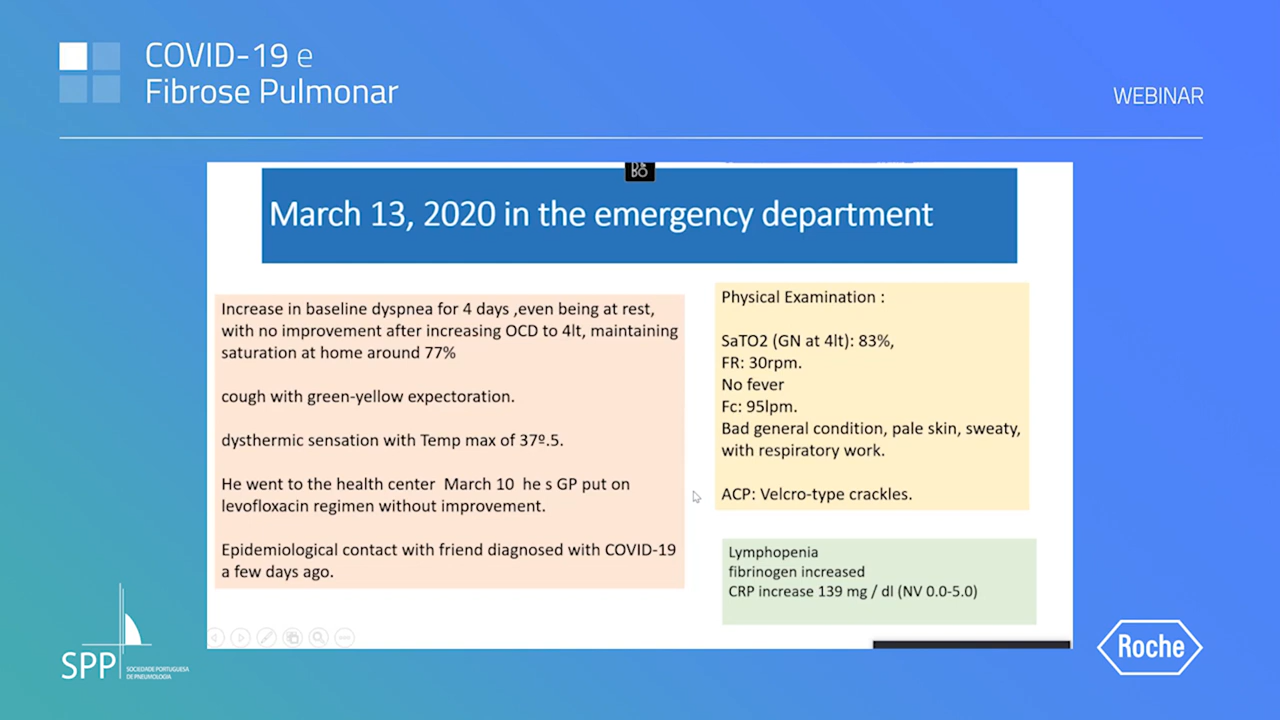 COVID-19 e
Fibrose Pulmonar
WEBINAR
March 13, 2020 in the emergency department
Increase in baseline dyspnea for 4 days ,even being at rest,
with no improvement after increasing OCD to 4lt, maintaining
saturation at home around 77%
cough with green-yellow expectoration.
dysthermic sensation with Temp max of 37º.5.
He went to the health center  March 10  he s GP put on
levofloxacin regimen without improvement.
Epidemiological contact with friend diagnosed with COVID-19
a few days ago.
Physical Examination :
SaTO2 (GN at 4lt): 83%,
FR: 30rpm.
No fever
Fc: 95lpm.
Bad general condition, pale skin, sweaty,
with respiratory work.
ACP: Velcro-type crackles.
Lymphopenia
fibrinogen increased
CRP increase 139 mg / dl (NV 0.0-5.0)
SPP
SOCIEDADE PORTUGUESA
DE PNEUMOLOGIA
Roche